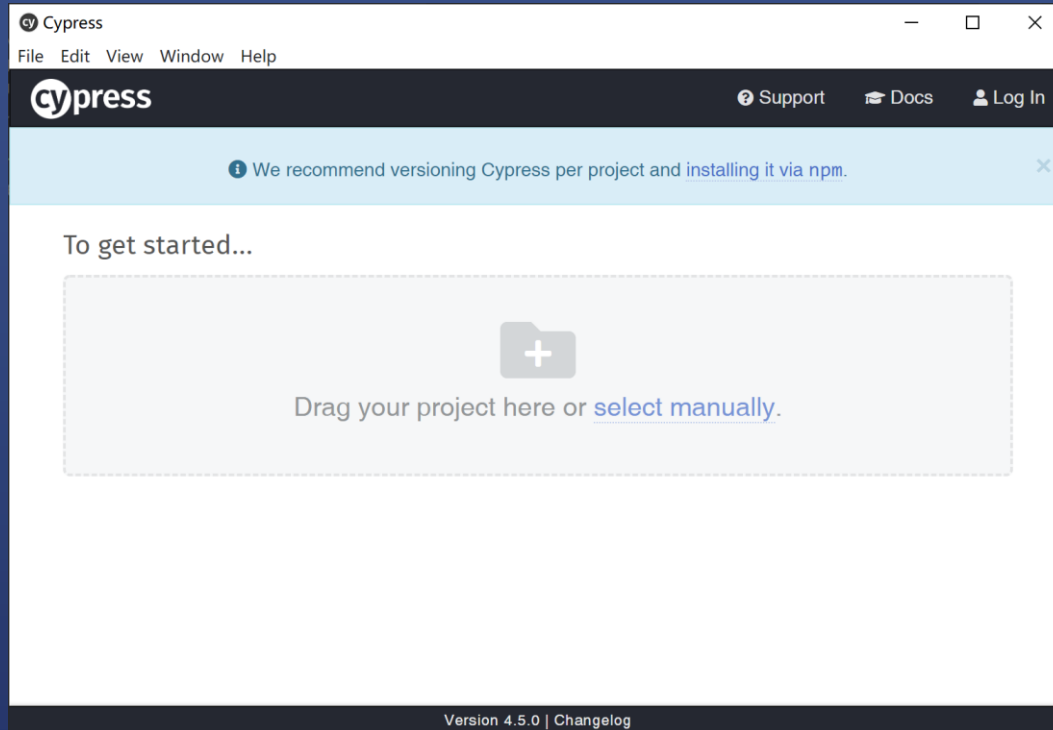 cy Cypress
File Edit View Window Help
cypress Support Docs Log In
We recommend versioning Cypress per project and installing it via npm.
To get started...
Drag your project here or select manually.
Version 4.5.0 | Changelog